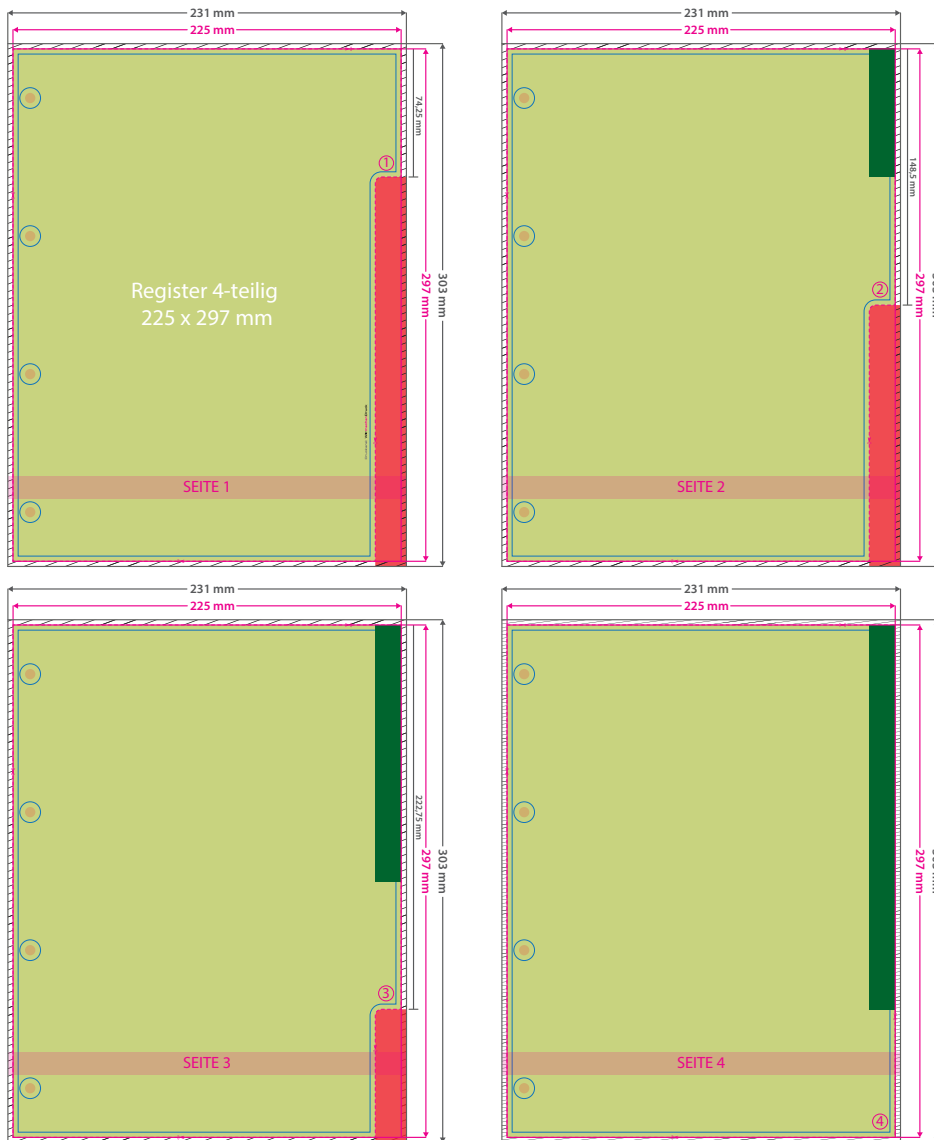 231 mm
225 mm
74,25 mm
①
297 mm
303 mm
Register 4-teilig
225 x 297 mm
SEITE 1
231 mm
225 mm
148,5 mm
②
297 mm
SEITE 2
231 mm
225 mm
222,75 mm
297 mm
303 mm
③
SEITE 3
231 mm
225 mm
297 mm
SEITE 4
④